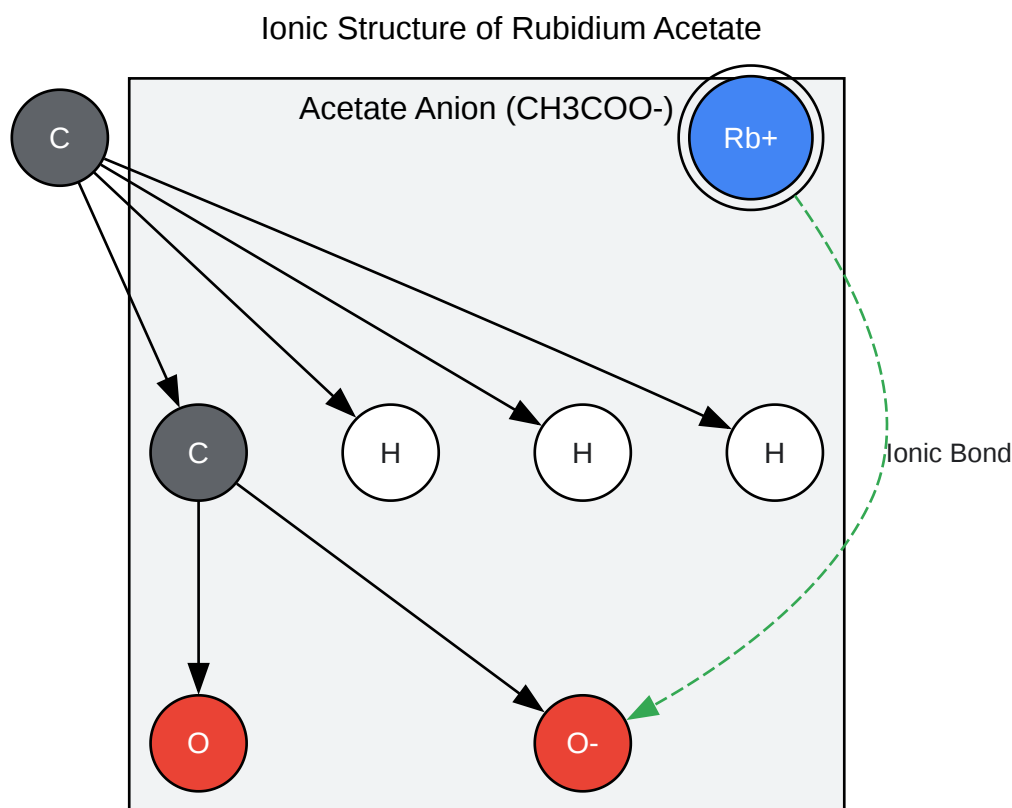 Ionic Structure of Rubidium Acetate
Acetate Anion (CH3COO-)
C
Rb+
C
H
H
H
Ionic Bond
O
O-